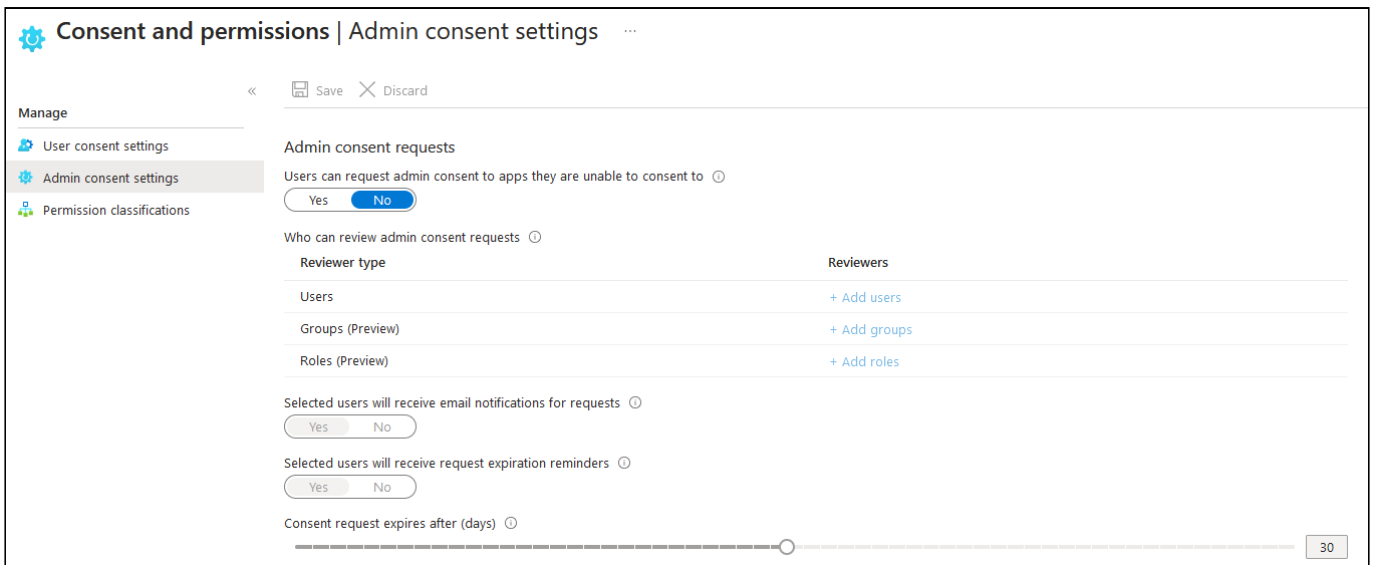 Consent and permissions | Admin consent settings ...
«
Save Discard
Manage
User consent settings
Admin consent settings
Permission classifications
Admin consent requests
Users can request admin consent to apps they are unable to consent to
Yes No
Who can review admin consent requests
Reviewer type Reviewers
Users + Add users
Groups (Preview) + Add groups
Roles (Preview) + Add roles
Selected users will receive email notifications for requests
Yes No
Selected users will receive request expiration reminders
Yes No
Consent request expires after (days)
30